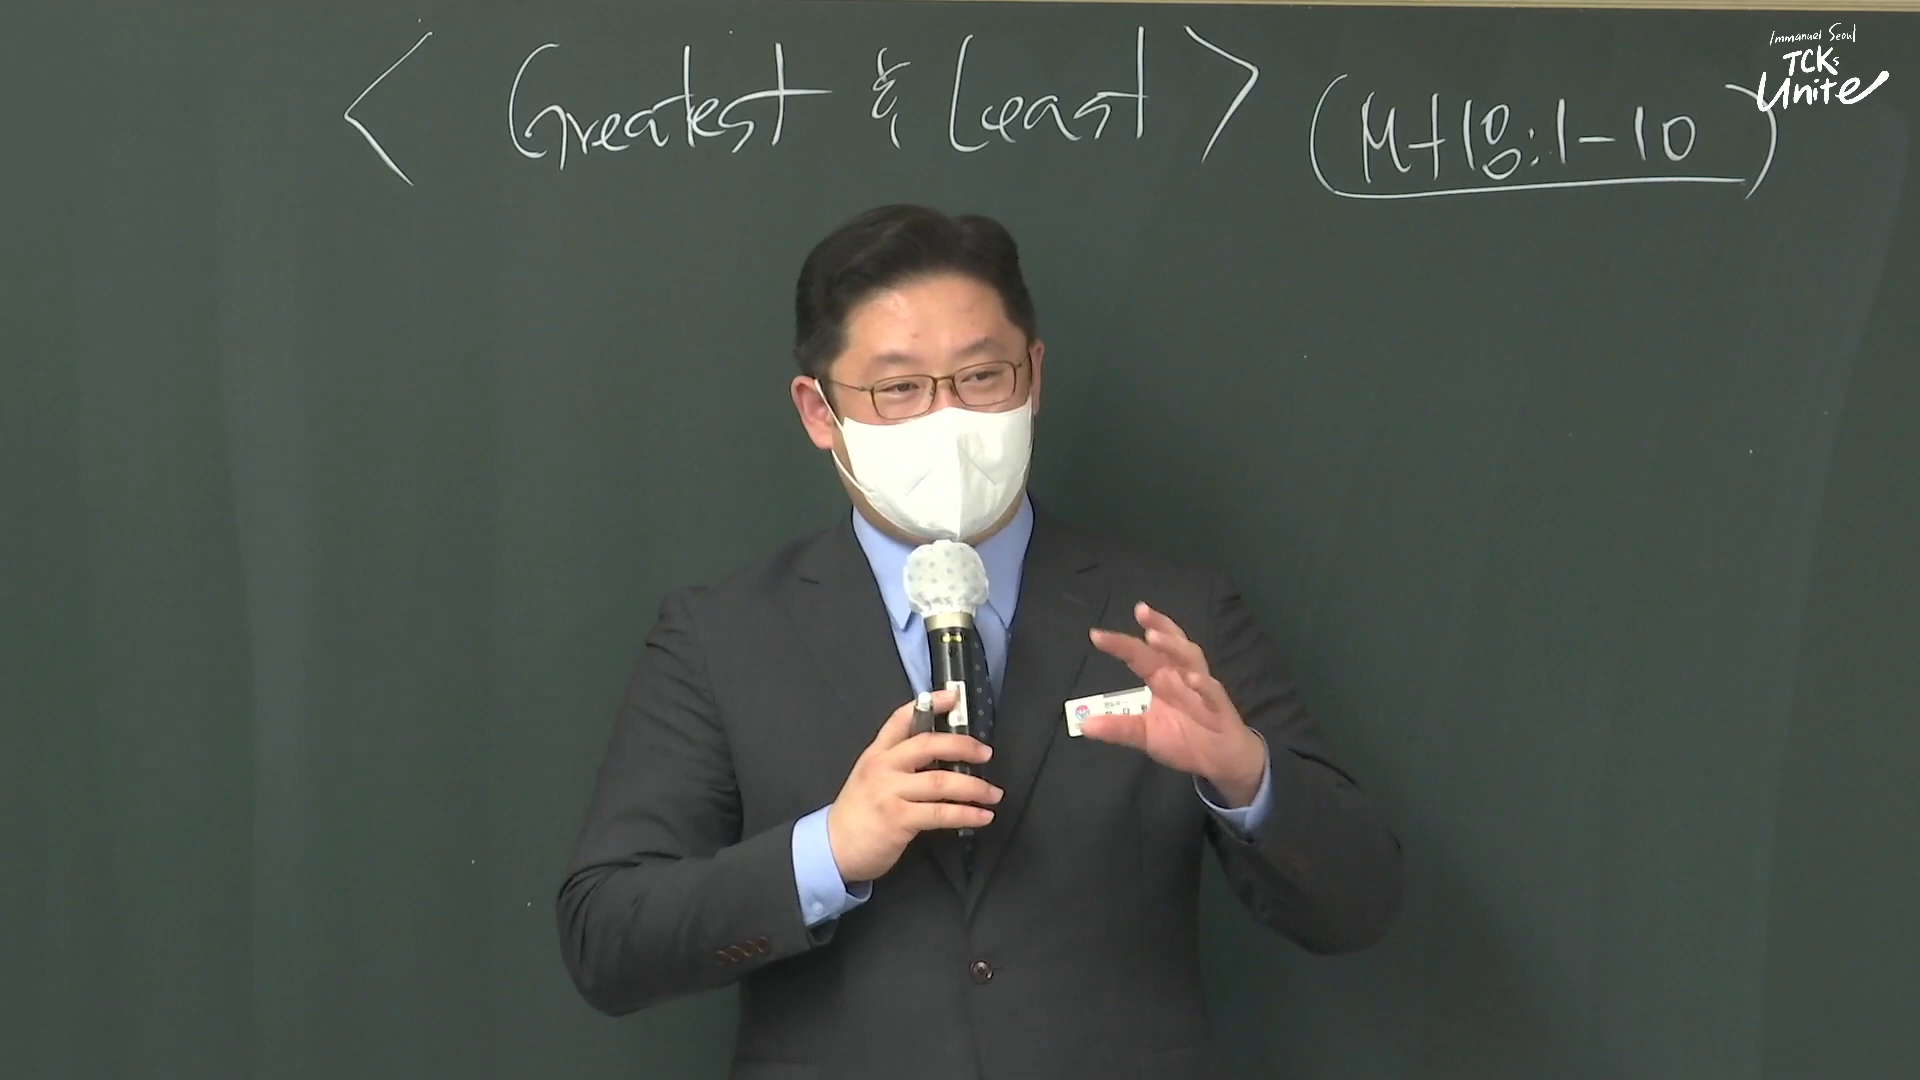 < Greatest & Least > (Mt 18:1-10)
Immanuel Seoul
TCKs
Unite